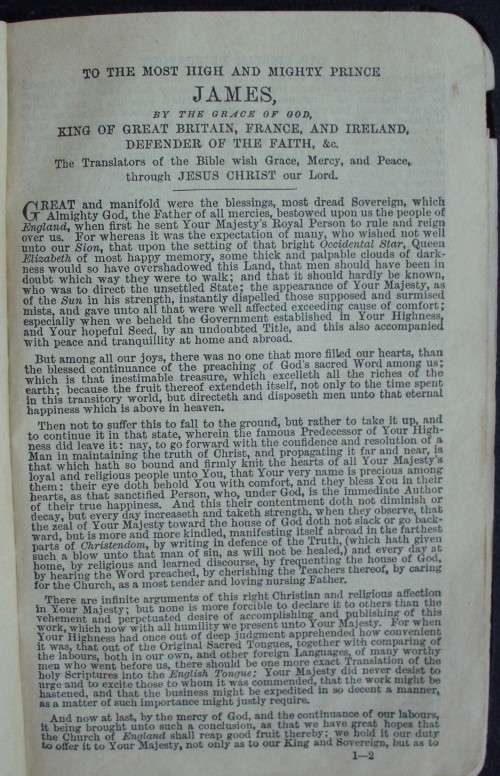 TO THE MOST HIGH AND MIGHTY PRINCE
JAMES,
BY THE GRACE OF GOD,
KING OF GREAT BRITAIN, FRANCE, AND IRELAND,
DEFENDER OF THE FAITH, &c.
The Translators of the Bible wish Grace, Mercy, and Peace,
through JESUS CHRIST our Lord.
GREAT and manifold were the blessings, most dread Sovereign, which
Almighty God, the Father of all mercies, bestowed upon us the people of
England, when first he sent Your Majesty's Royal Person to rule and reign
over us. For whereas it was the expectation of many, who wished not well
unto our Sion, that upon the setting of that bright Occidental Star, Queen
Elizabeth of most happy memory, some thick and palpable clouds of dark-
ness would so have overshadowed this Land, that men should have been in
doubt which way they were to walk; and that it should hardly be known,
who was to direct the unsettled State; the appearance of Your Majesty, as
of the Sun in his strength, instantly dispelled those supposed and surmised
mists, and gave unto all that were well affected exceeding cause of comfort;
especially when we beheld the Government established in Your Highness,
and Your hopeful Seed, by an undoubted Title, and this also accompanied
with peace and tranquillity at home and abroad.
But among all our joys, there was no one that more filled our hearts, than
the blessed continuance of the preaching of God's sacred Word among us;
which is that inestimable treasure, which excelleth all the riches of the
earth; because the fruit thereof extendeth itself, not only to the time spent
in this transitory world, but directeth and disposeth men unto that eternal
happiness which is above in heaven.
Then not to suffer this to fall to the ground, but rather to take it up, and
to continue it in that state, wherein the famous Predecessor of Your High-
ness did leave it: nay, to go forward with the confidence and resolution of a
Man in maintaining the truth of Christ, and propagating it far and near, is
that which hath so bound and firmly knit the hearts of all Your Majesty's
loyal and religious people unto You, that Your very name is precious among
them: their eye doth behold You with comfort, and they bless You in their
hearts, as that sanctified Person, who, under God, is the immediate Author
of their true happiness. And this their contentment doth not diminish or
decay, but every day increaseth and taketh strength, when they observe, that
the zeal of Your Majesty toward the house of God doth not slack or go back-
ward, but is more and more kindled, manifesting itself abroad in the farthest
parts of Christendom, by writing in defence of the Truth, (which hath given
such a blow unto that man of sin, as will not be healed,) and every day at
home, by religious and learned discourse, by frequenting the house of God,
by hearing the Word preached, by cherishing the Teachers thereof, by caring
for the Church, as a most tender and loving nursing Father.
There are infinite arguments of this right Christian and religious affection
in Your Majesty; but none is more forcible to declare it to others than the
vehement and perpetuated desire of accomplishing and publishing of this
work, which now with all humility we present unto Your Majesty. For when
Your Highness had once out of deep judgment apprehended how convenient
it was, that out of the Original Sacred Tongues, together with comparing of
the labours, both in our own, and other foreign Languages, of many worthy
men who went before us, there should be one more exact Translation of the
holy Scriptures into the English Tongue; Your Majesty did never desist to
urge and to excite those to whom it was commended, that the work might be
hastened, and that the business might be expedited in so decent a manner,
as a matter of such importance might justly require.
And now at last, by the mercy of God, and the continuance of our labours,
it being brought unto such a conclusion, as that we have great hopes that
the Church of England shall reap good fruit thereby; we hold it our duty
to offer it to Your Majesty, not only as to our King and Sovereign, but as to
1—2